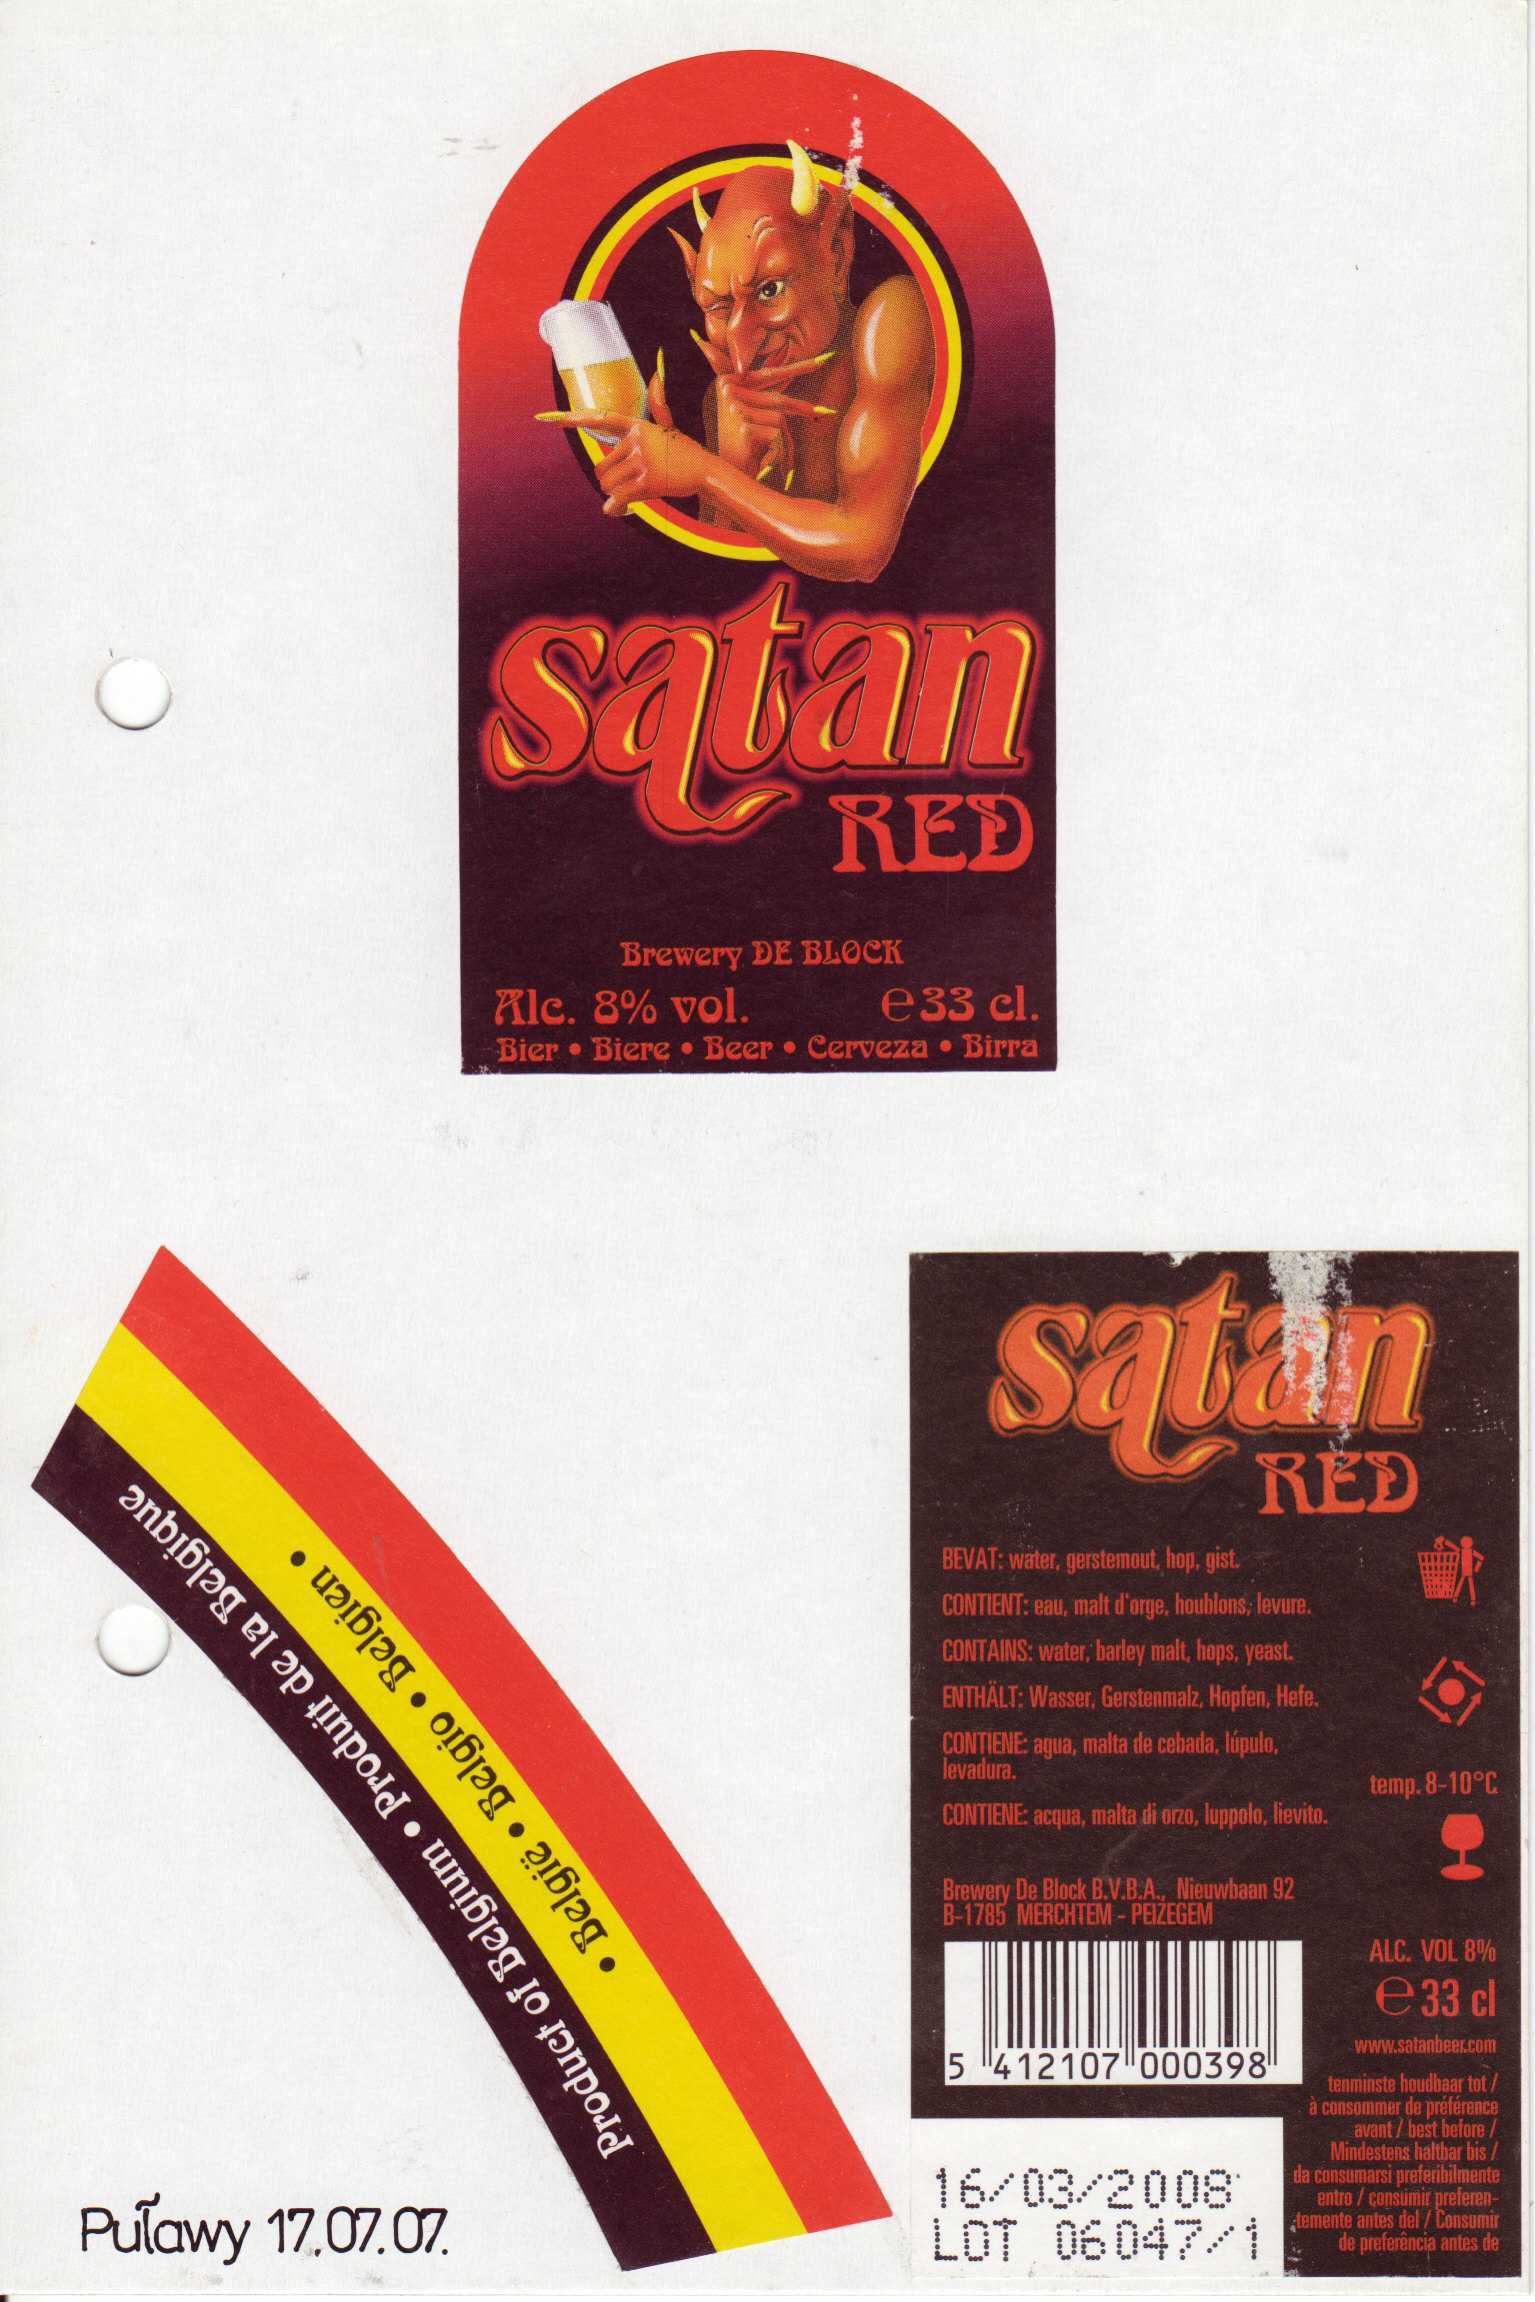 satan
RED
Brewery DE BLOCK
Alc. 8% vol. ℮33 cl.
Bier • Biere • Beer • Cerveza • Birra
Product of Belgium • Produit de la Belgique
• België • Belgio • Belgien •
Puławy 17.07.07.
satan
RED
BEVAT: water, gerstemout, hop, gist.
CONTIENT: eau, malt d'orge, houblons, levure.
CONTAINS: water, barley malt, hops, yeast.
ENTHÄLT: Wasser, Gerstenmalz, Hopfen, Hefe.
CONTIENE: agua, malta de cebada, lúpulo,
levadura.
CONTIENE: acqua, malta di orzo, luppolo, lievito.
temp. 8-10°C
Brewery De Block B.V.B.A., Nieuwbaan 92
B-1785 MERCHTEM - PEIZEGEM
5 412107 000398
ALC. VOL 8%
℮ 33 cl
www.satanbeer.com
tenminste houdbaar tot /
à consommer de préférence
avant / best before /
Mindestens haltbar bis /
da consumarsi preferibilmente
entro / consumir preferen-
temente antes del / Consumir
de preferência antes de
16/03/2008
LOT 06047/1